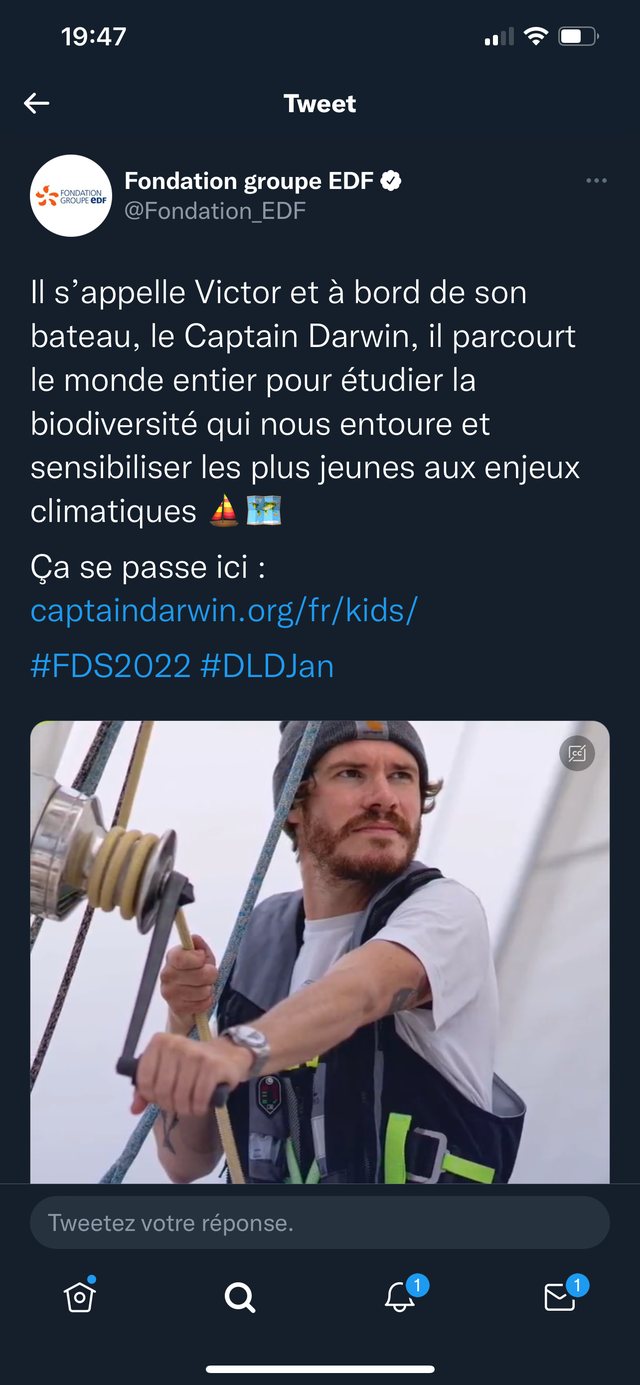 19:47
Tweet
FONDATION
GROUPE eDF
Fondation groupe EDF
@Fondation_EDF
Il s’appelle Victor et à bord de son
bateau, le Captain Darwin, il parcourt
le monde entier pour étudier la
biodiversité qui nous entoure et
sensibiliser les plus jeunes aux enjeux
climatiques
Ça se passe ici :
captaindarwin.org/fr/kids/
#FDS2022 #DLDJan
cc
Tweetez votre réponse.
1
1